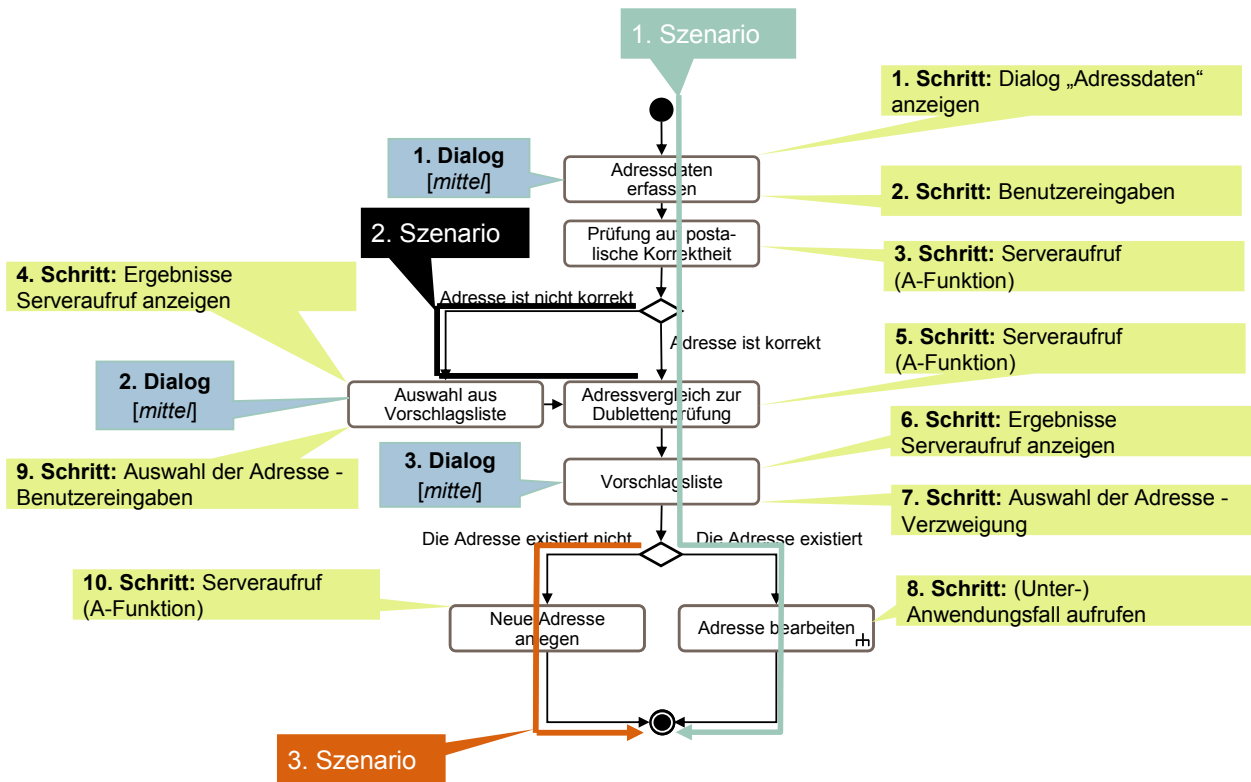 1. Szenario
1. Schritt: Dialog „Adressdaten“
anzeigen
1. Dialog
[mittel]
Adressdaten
erfassen
2. Schritt: Benutzereingaben
2. Szenario
Prüfung auf posta-
lische Korrektheit
3. Schritt: Serveraufruf
(A-Funktion)
4. Schritt: Ergebnisse
Serveraufruf anzeigen
Adresse ist nicht korrekt
Adresse ist korrekt
5. Schritt: Serveraufruf
(A-Funktion)
2. Dialog
[mittel]
Auswahl aus
Vorschlagsliste
Adressvergleich zur
Dublettenprüfung
6. Schritt: Ergebnisse
Serveraufruf anzeigen
9. Schritt: Auswahl der Adresse -
Benutzereingaben
3. Dialog
[mittel]
Vorschlagsliste
7. Schritt: Auswahl der Adresse -
Verzweigung
Die Adresse existiert nicht
Die Adresse existiert
10. Schritt: Serveraufruf
(A-Funktion)
Neue Adresse
anlegen
Adresse bearbeiten
8. Schritt: (Unter-)
Anwendungsfall aufrufen
3. Szenario